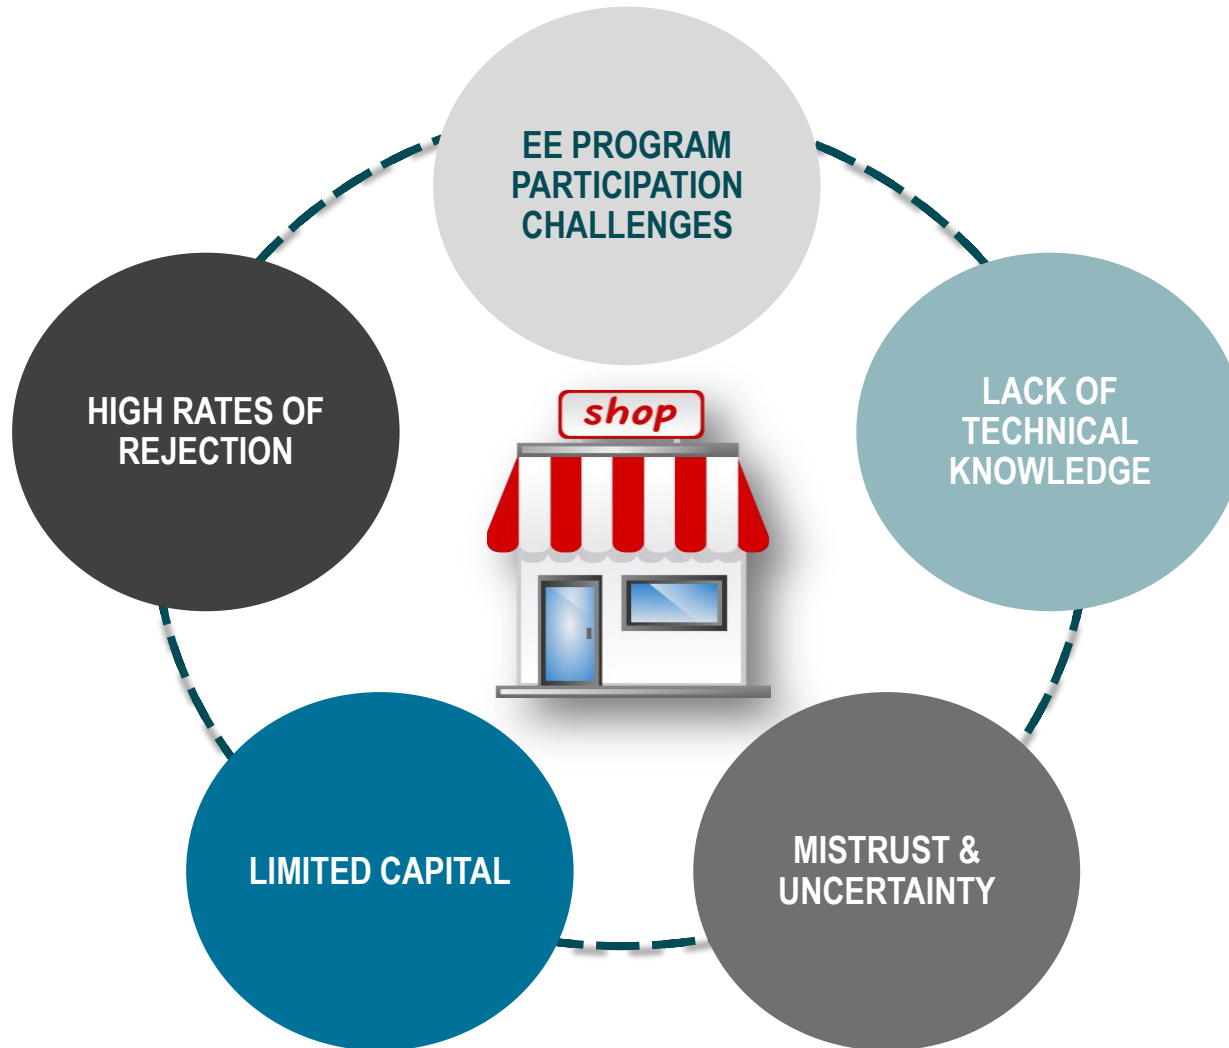 EE PROGRAM
PARTICIPATION
CHALLENGES
HIGH RATES OF
REJECTION
LACK OF
TECHNICAL
KNOWLEDGE
shop
LIMITED CAPITAL
MISTRUST &
UNCERTAINTY